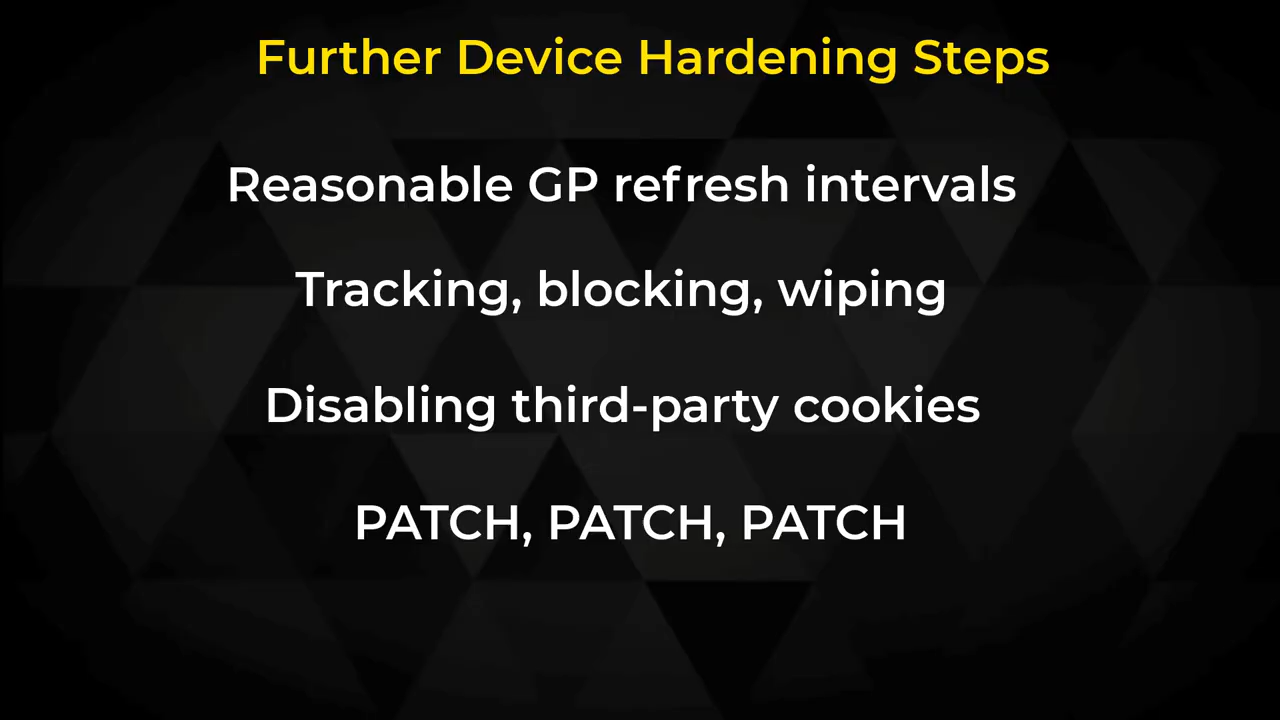 Further Device Hardening Steps
Reasonable GP refresh intervals
Tracking, blocking, wiping
Disabling third-party cookies
PATCH, PATCH, PATCH